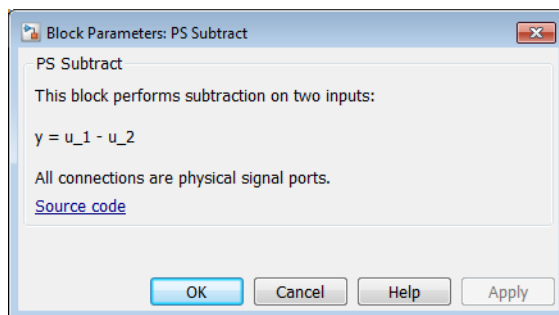 Block Parameters: PS Subtract
PS Subtract
This block performs subtraction on two inputs:
y = u_1 - u_2
All connections are physical signal ports.
Source code
OK Cancel Help Apply